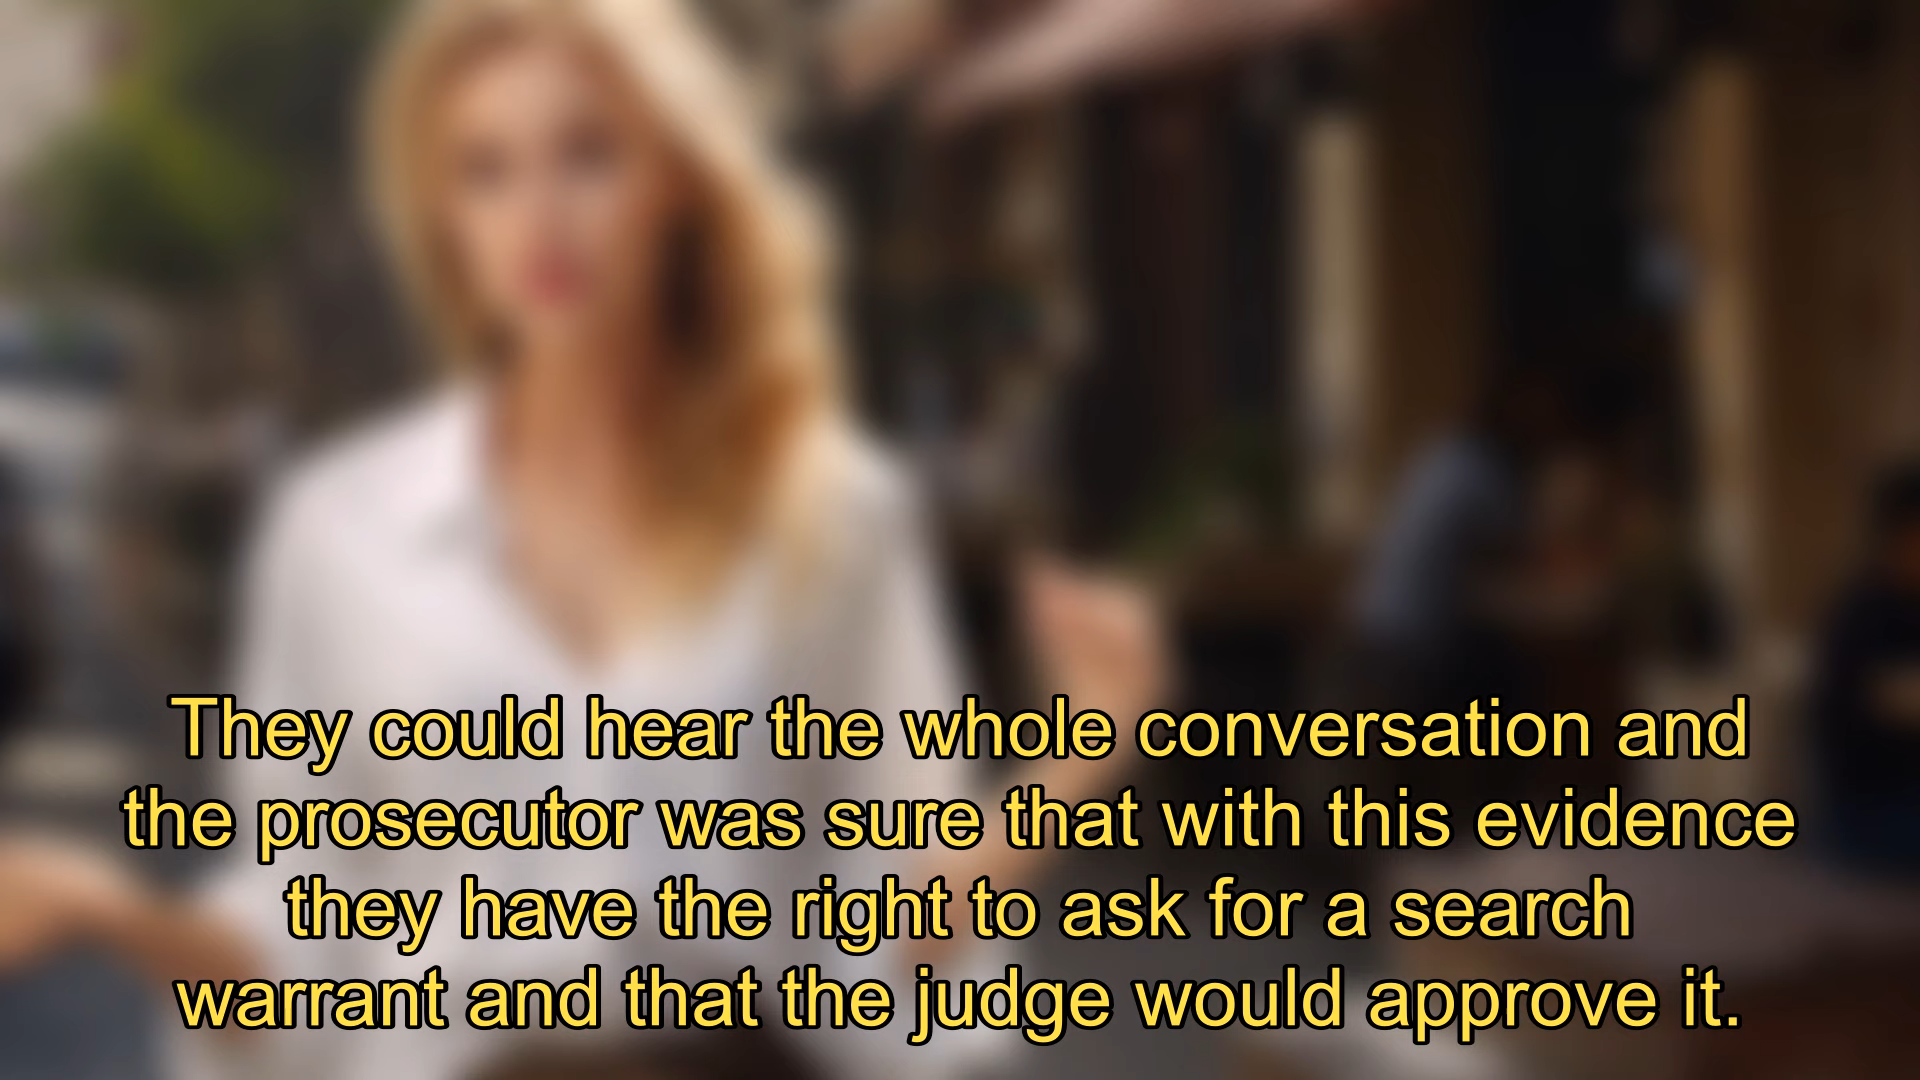 They could hear the whole conversation and
the prosecutor was sure that with this evidence
they have the right to ask for a search
warrant and that the judge would approve it.